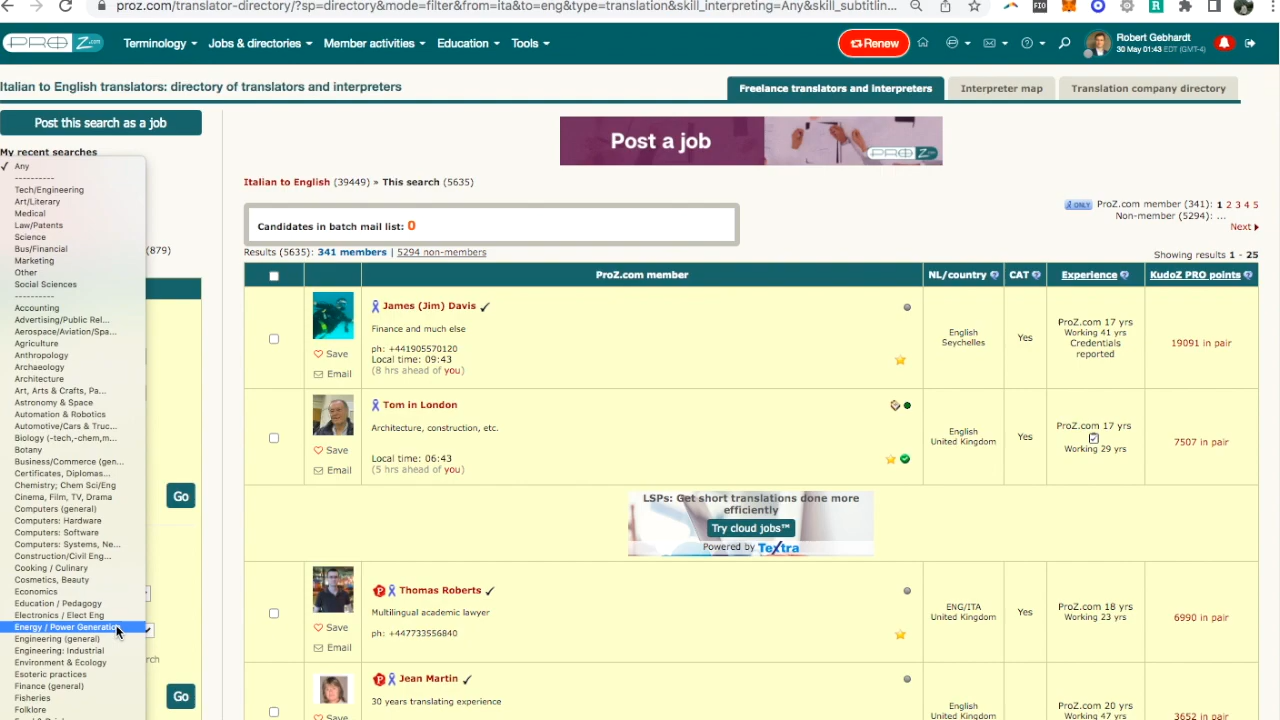 proz.com/translator-directory/?sp=directory&mode=filter&from=ita&to=eng&type=translation&skill_interpreting=Any&skill_subtitlin...
PROZ.com
Terminology
Jobs & directories
Member activities
Education
Tools
Renew
Robert Gebhardt
30 May 01:43 EDT (GMT-4)
Italian to English translators: directory of translators and interpreters
Freelance translators and interpreters
Interpreter map
Translation company directory
Post this search as a job
My recent searches
✓ Any
----------
Tech/Engineering
Art/Literary
Medical
Law/Patents
Science
Bus/Financial
Marketing
Other
Social Sciences
----------
Accounting
Advertising/Public Rel...
Aerospace/Aviation/Spa...
Agriculture
Anthropology
Archaeology
Architecture
Art, Arts & Crafts, Pa...
Astronomy & Space
Automation & Robotics
Automotive/Cars & Truc...
Biology (-tech,-chem,m...
Botany
Business/Commerce (gen...
Certificates, Diplomas...
Chemistry; Chem Sci/Eng
Cinema, Film, TV, Drama
Computers (general)
Computers: Hardware
Computers: Software
Computers: Systems, Ne...
Construction/Civil Eng...
Cooking / Culinary
Cosmetics, Beauty
Economics
Education / Pedagogy
Electronics / Elect Eng
Energy / Power Generation
Engineering (general)
Engineering: Industrial
Environment & Ecology
Esoteric practices
Finance (general)
Fisheries
Folklore
(879)
Go
rch
Go
Post a job
PROZ.com
Italian to English (39449) » This search (5635)
Candidates in batch mail list: 0
ONLY ProZ.com member (341): 1 2 3 4 5
Non-member (5294): ...
Next
Results (5635): 341 members | 5294 non-members
Showing results 1 - 25
ProZ.com member
NL/country
CAT
Experience
KudoZ PRO points
James (Jim) Davis
Finance and much else
ph: +441905570120
Local time: 09:43
(8 hrs ahead of you)
Save
Email
English
Seychelles
Yes
ProZ.com 17 yrs
Working 41 yrs
Credentials
reported
19091 in pair
Tom in London
Architecture, construction, etc.
Local time: 06:43
(5 hrs ahead of you)
Save
Email
English
United Kingdom
Yes
ProZ.com 17 yrs
Working 29 yrs
7507 in pair
LSPs: Get short translations done more
efficiently
Try cloud jobs™
Powered by TexTra
Thomas Roberts
Multilingual academic lawyer
ph: +447733556840
Save
Email
ENG/ITA
United Kingdom
Yes
ProZ.com 18 yrs
Working 23 yrs
6990 in pair
Jean Martin
30 years translating experience
Save
English
United Kingdom
Yes
ProZ.com 20 yrs
Working 47 yrs
3652 in pair